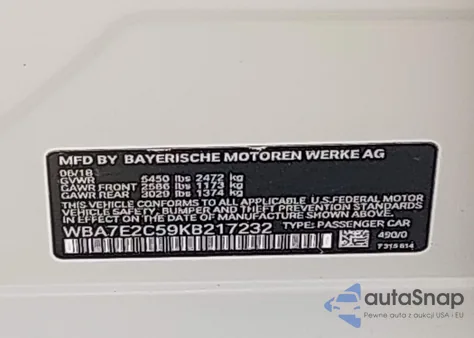 MFD BY BAYERISCHE MOTOREN WERKE AG
06/18
GVWR 5450 lbs 2472 kg
GAWR FRONT 2586 lbs 1173 kg
GAWR REAR 3029 lbs 1374 kg
THIS VEHICLE CONFORMS TO ALL APPLICABLE U.S.FEDERAL MOTOR
VEHICLE SAFETY, BUMPER, AND THEFT PREVENTION STANDARDS
IN EFFECT ON THE DATE OF MANUFACTURE SHOWN ABOVE.
WBA7E2C59KB217232 TYPE: PASSENGER CAR
490/0
7315614
autaSnap
Pewne auta z aukcji USA i EU